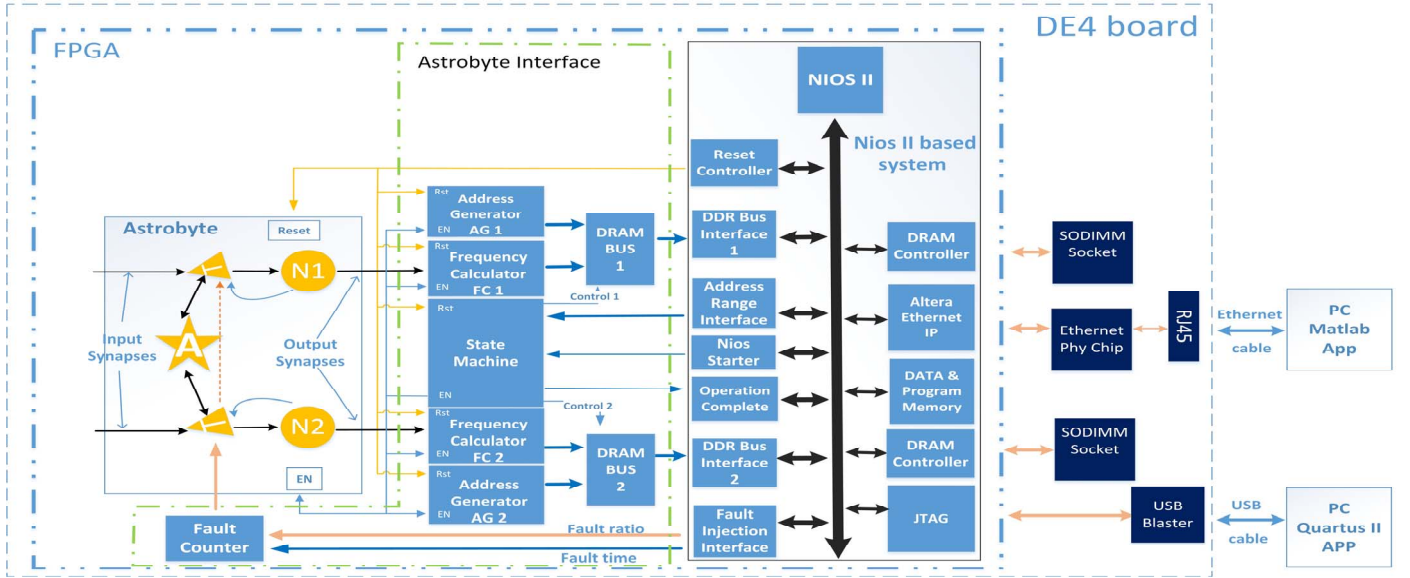 DE4 board
FPGA
Astrobyte Interface
NIOS II
Nios II based
system
Reset
Controller
Rst
Address
Generator
AG 1
EN
DRAM
BUS
1
DDR Bus
Interface
1
DRAM
Controller
SODIMM
Socket
Astrobyte
Reset
N1
Rst
Frequency
Calculator
FC 1
EN
Control 1
Address
Range
Interface
Altera
Ethernet
IP
Ethernet
Phy Chip
RJ45
Ethernet
cable
PC
Matlab
App
Input
Synapses
A
Output
Synapses
Rst
State
Machine
EN
Nios
Starter
Operation
Complete
DATA &
Program
Memory
Control 2
T
T
N2
Rst
Frequency
Calculator
FC 2
EN
DRAM
BUS
2
DDR Bus
Interface
2
DRAM
Controller
SODIMM
Socket
EN
Rst
Address
Generator
AG 2
EN
Fault
Counter
Fault ratio
Fault time
Fault
Injection
Interface
JTAG
USB
Blaster
USB
cable
PC
Quartus II
APP